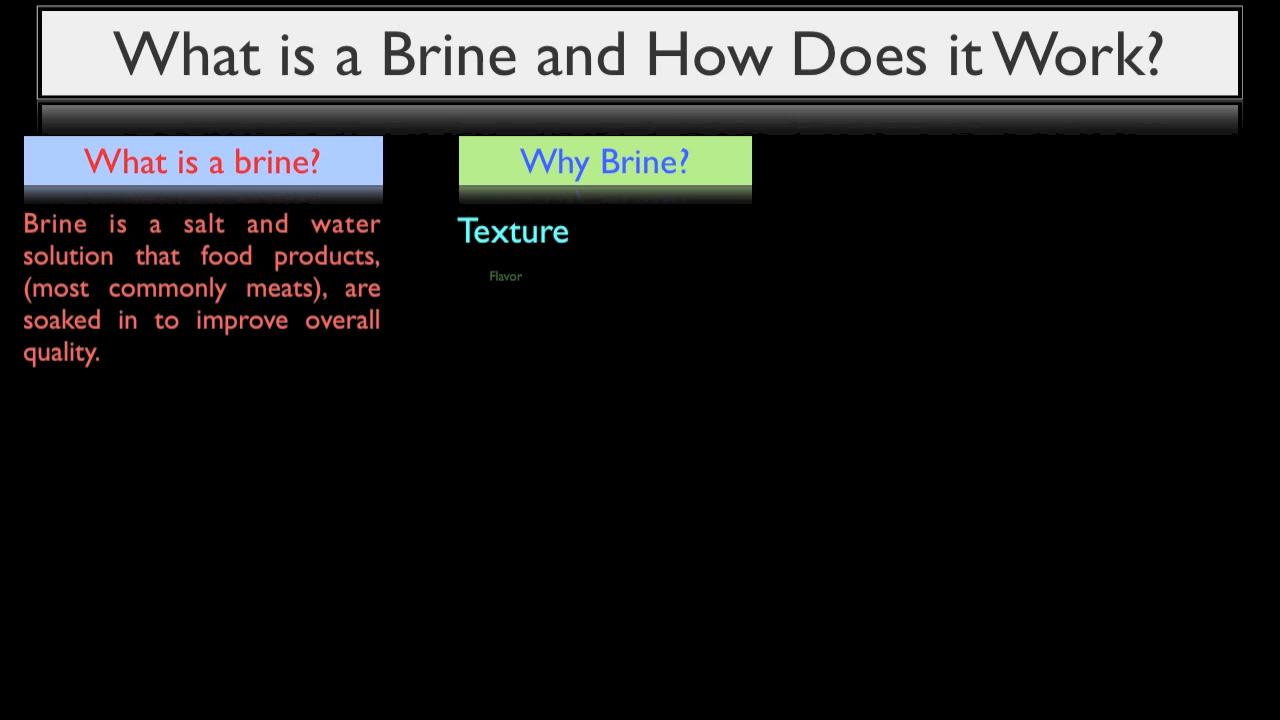 What is a Brine and How Does it Work?
What is a brine?
Brine is a salt and water
solution that food products,
(most commonly meats), are
soaked in to improve overall
quality.
Why Brine?
Texture
Flavor